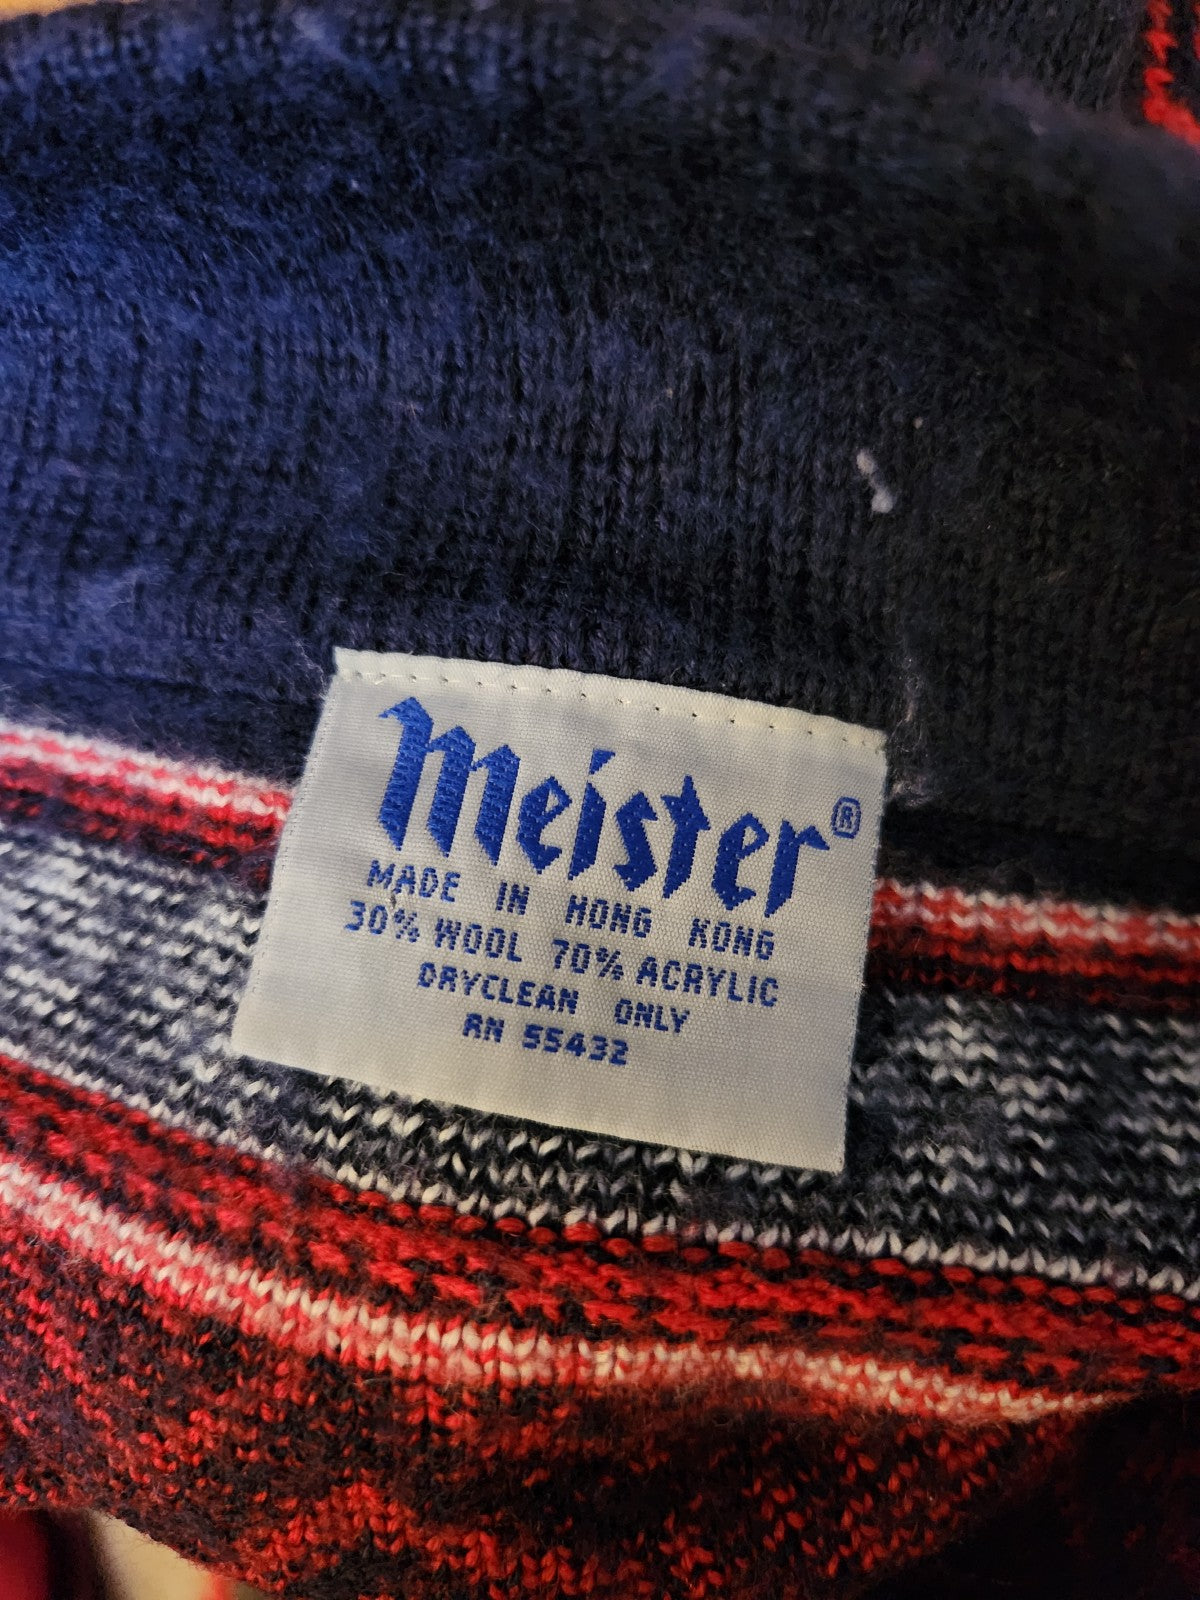 Meister®
MADE IN HONG KONG
30% WOOL 70% ACRYLIC
DRYCLEAN ONLY
RN 55432